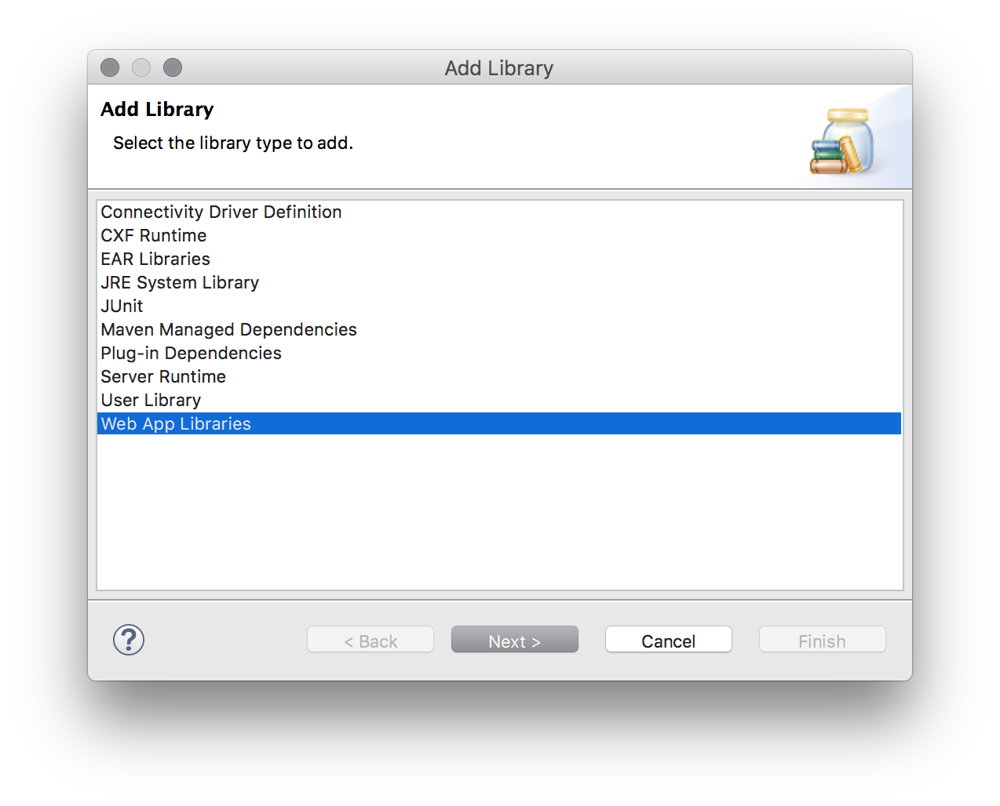 Add Library
Add Library
Select the library type to add.
Connectivity Driver Definition
CXF Runtime
EAR Libraries
JRE System Library
JUnit
Maven Managed Dependencies
Plug-in Dependencies
Server Runtime
User Library
Web App Libraries
? < Back Next > Cancel Finish